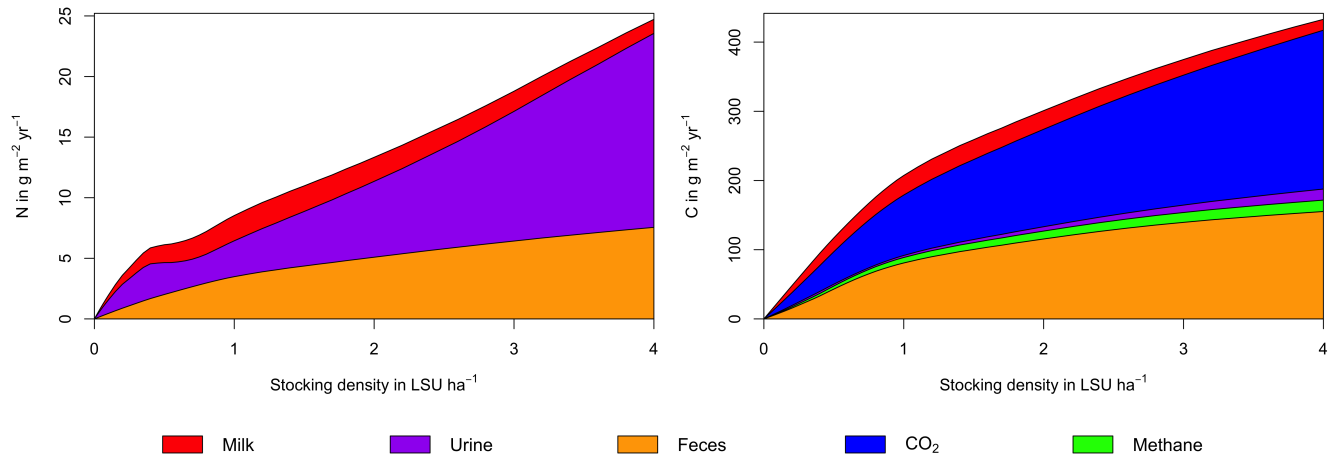 25
20
15
10
5
0
N in g m⁻² yr⁻¹
0 1 2 3 4
Stocking density in LSU ha⁻¹
400
300
200
100
0
C in g m⁻² yr⁻¹
0 1 2 3 4
Stocking density in LSU ha⁻¹
Milk Urine Feces CO₂ Methane